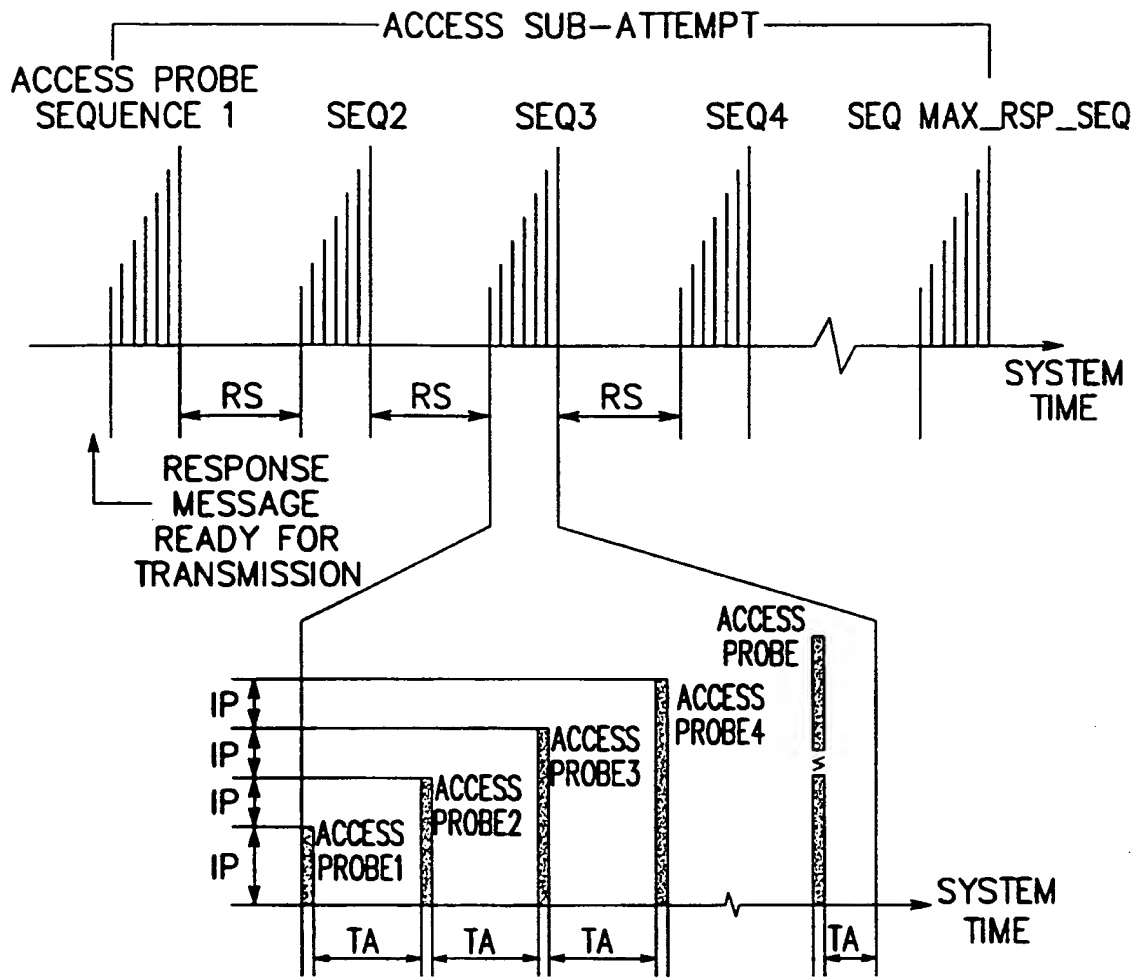 ACCESS SUB-ATTEMPT
ACCESS PROBE
SEQUENCE 1
SEQ2
SEQ3
SEQ4
SEQ MAX_RSP_SEQ
RS
RS
RS
SYSTEM
TIME
RESPONSE
MESSAGE
READY FOR
TRANSMISSION
ACCESS
PROBE
IP
IP
IP
IP
ACCESS
PROBE1
ACCESS
PROBE2
ACCESS
PROBE3
ACCESS
PROBE4
SYSTEM
TIME
TA
TA
TA
TA